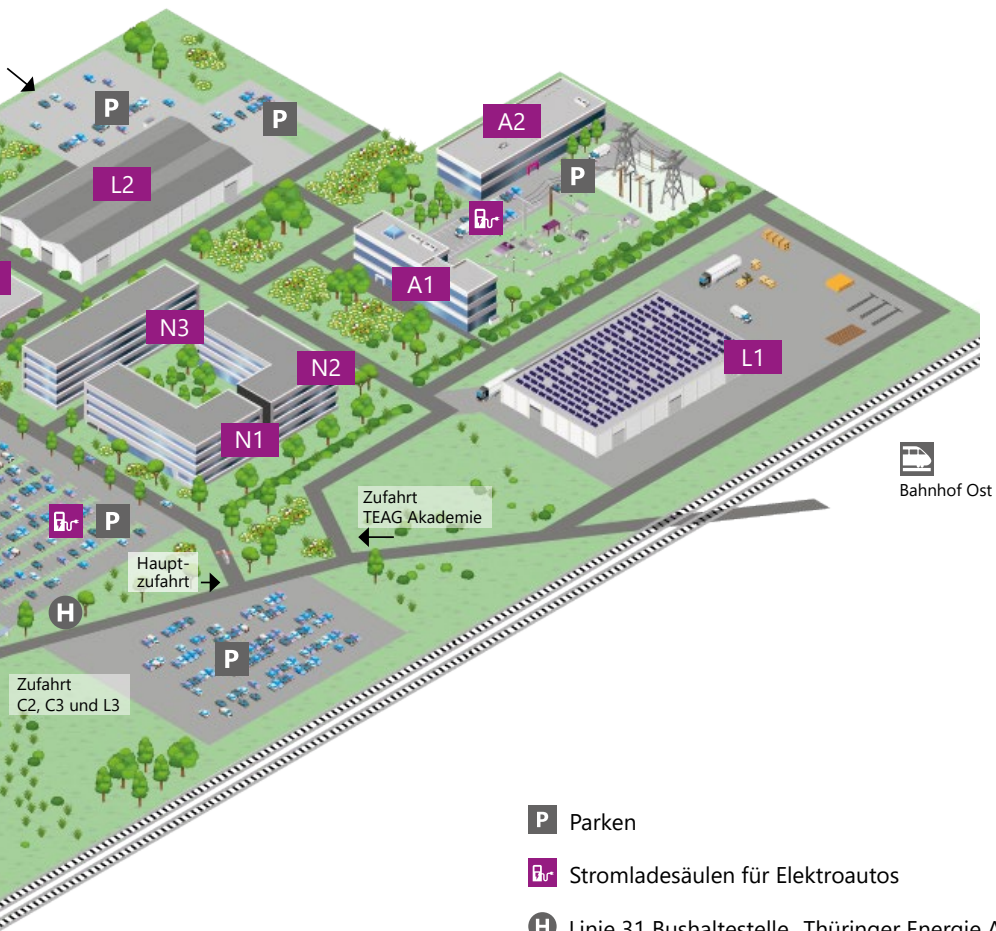 P
P
A2
P
L2
A1
N3
L1
N2
N1
Bahnhof Ost
Zufahrt
TEAG Akademie
P
Haupt-
zufahrt
H
P
Zufahrt
C2, C3 und L3
P Parken
Stromladesäulen für Elektroautos
H Linie 31 Bushaltestelle „Thüringer Energie